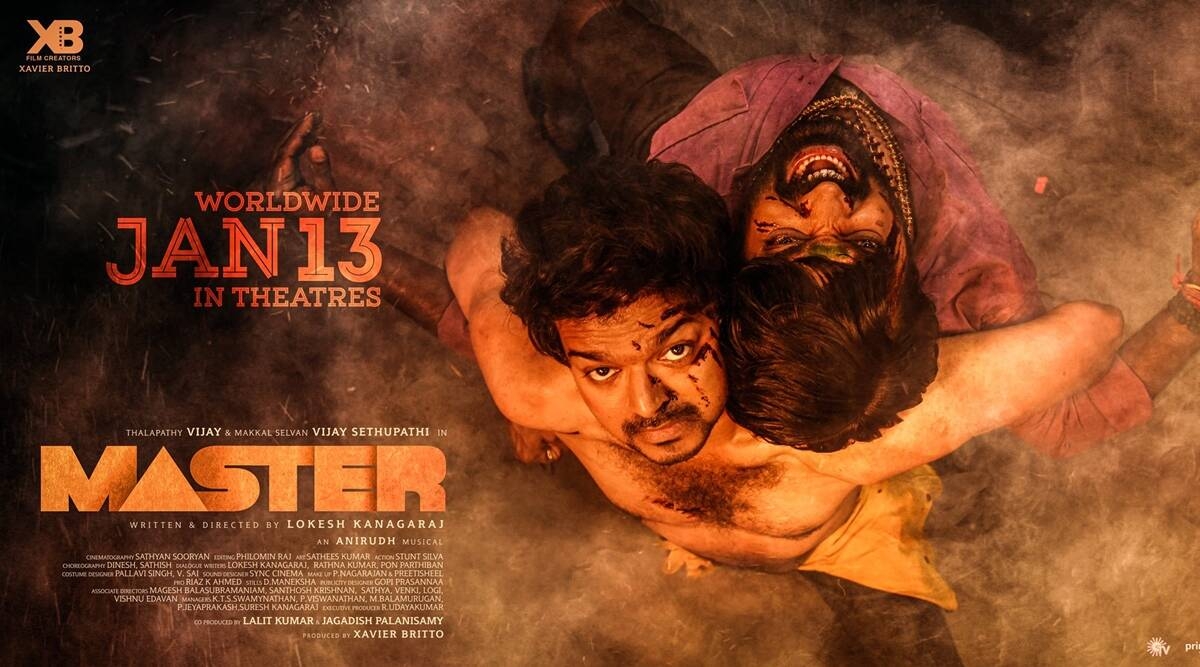 XB
FILM CREATORS
XAVIER BRITTO
WORLDWIDE
JAN 13
IN THEATRES
THALAPATHY VIJAY & MAKKAL SELVAN VIJAY SETHUPATHI IN
MASTER
WRITTEN & DIRECTED BY LOKESH KANAGARAJ
AN ANIRUDH MUSICAL
CINEMATOGRAPHY SATHYAN SOORYAN EDITING PHILOMIN RAJ ART SATHEES KUMAR ACTION STUNT SILVA
CHOREOGRAPHY DINESH, SATHISH DIALOGUE WRITERS LOKESH KANAGARAJ, RATHNA KUMAR, PON PARTHIBAN
COSTUME DESIGNER PALLAVI SINGH, V. SAI SOUND DESIGNER SYNC CINEMA MAKE UP P.NAGARAJAN & PREETISHEEL
PRO RIAZ K AHMED STILLS D.MANEKSHA PUBLICITY DESIGNER GOPI PRASANNAA
ASSOCIATE DIRECTORS MAGESH BALASUBRAMANIAM, SANTHOSH KRISHNAN, SATHYA, VENKI, LOGI,
VISHNU EDAVAN MANAGERS K.T.S.SWAMYNATHAN, P.VISWANATHAN, M.BALAMURUGAN,
P.JEYAPRAKASH,SURESH KANAGARAJ EXECUTIVE PRODUCER R.UDAYAKUMAR
CO PRODUCED BY LALIT KUMAR & JAGADISH PALANISAMY
PRODUCED BY XAVIER BRITTO
TV